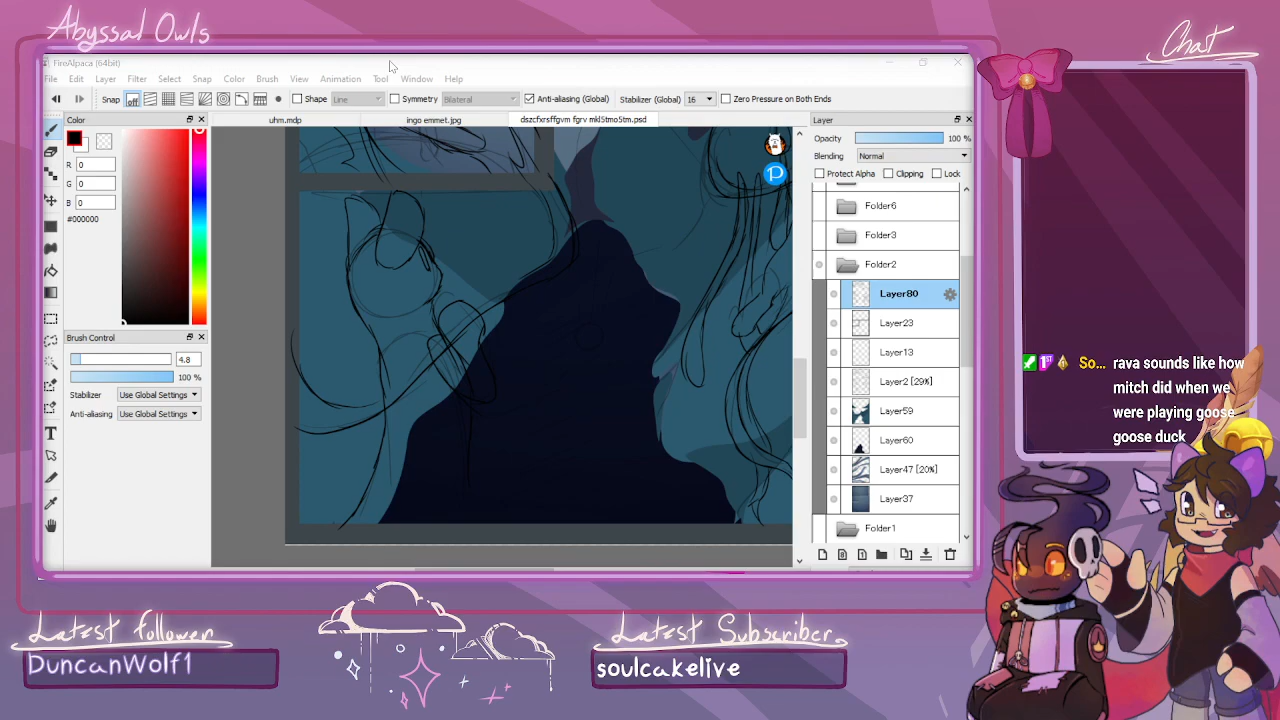 Abyssal Owls
Chat
FireAlpaca (64bit)
File Edit Layer Filter Select Snap Color Brush View Animation Tool Window Help
Snap off Shape Line Symmetry Bilateral Anti-aliasing (Global) Stabilizer (Global) 16 Zero Pressure on Both Ends
Color
uhm.mdp
ingo emmet.jpg
dszcfxrsffgvm fgrv mkl5tmo5tm.psd
Layer
R 0
G 0
B 0
#000000
Opacity 100 %
Blending Normal
Protect Alpha Clipping Lock
Folder6
Folder3
Folder2
Layer80
Layer23
Layer13
Layer2 [29%]
Layer59
Layer60
Layer47 [20%]
Layer37
Folder1
Brush Control
4.8
100 %
Stabilizer Use Global Settings
Anti-aliasing Use Global Settings
T
P
So... rava sounds like how
mitch did when we
were playing goose
goose duck
Latest follower
DuncanWolf1
Latest Subscriber
soulcakelive